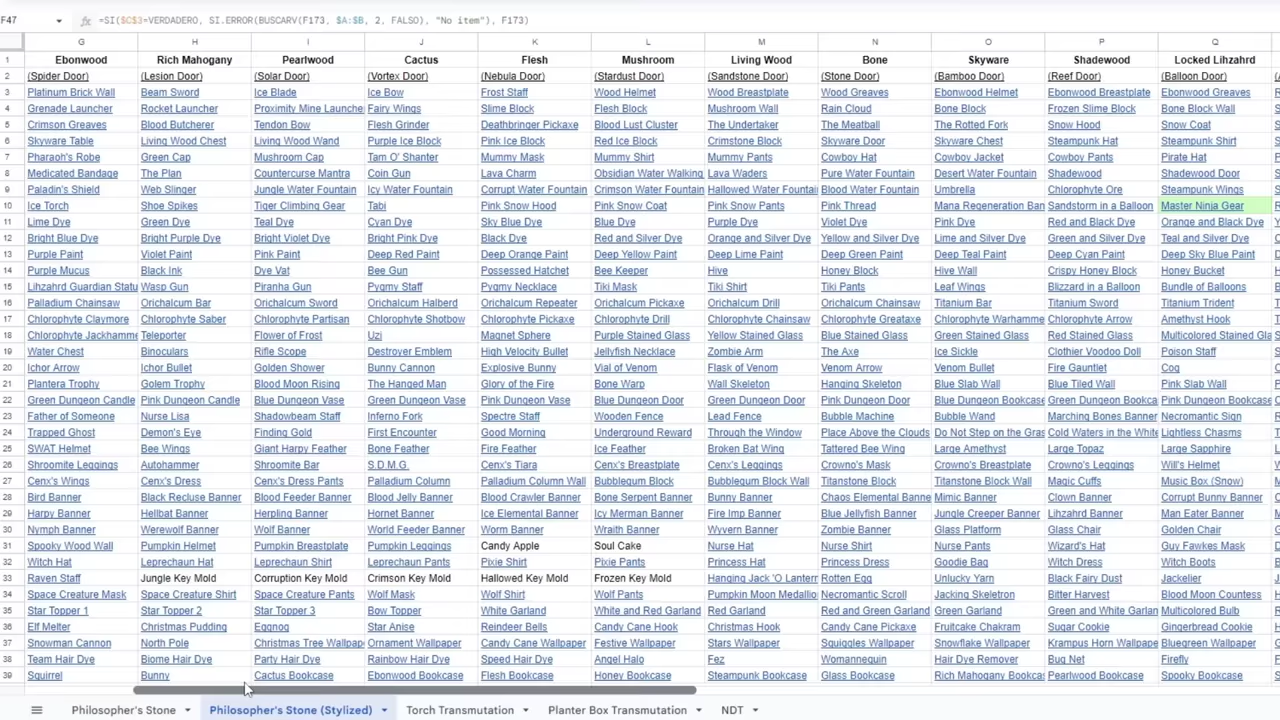 F47 fx =SI($C$3=VERDADERO, SI.ERROR(BUSCARV(F173, $A:$B, 2, FALSO), "No item"), F173)
G H I J K L M N O P Q
1 Ebonwood Rich Mahogany Pearlwood Cactus Flesh Mushroom Living Wood Bone Skyware Shadewood Locked Lihzahrd
2 (Spider Door) (Lesion Door) (Solar Door) (Vortex Door) (Nebula Door) (Stardust Door) (Sandstone Door) (Stone Door) (Bamboo Door) (Reef Door) (Balloon Door)
3 Platinum Brick Wall Beam Sword Ice Blade Ice Bow Frost Staff Wood Helmet Wood Breastplate Wood Greaves Ebonwood Helmet Ebonwood Breastplate Ebonwood Greaves
4 Grenade Launcher Rocket Launcher Proximity Mine Launche Fairy Wings Slime Block Flesh Block Mushroom Wall Rain Cloud Bone Block Frozen Slime Block Bone Block Wall
5 Crimson Greaves Blood Butcherer Tendon Bow Flesh Grinder Deathbringer Pickaxe Blood Lust Cluster The Undertaker The Meatball The Rotted Fork Snow Hood Snow Coat
6 Skyware Table Living Wood Chest Living Wood Wand Purple Ice Block Pink Ice Block Red Ice Block Crimstone Block Skyware Door Skyware Chest Steampunk Hat Steampunk Shirt
7 Pharaoh's Robe Green Cap Mushroom Cap Tam O' Shanter Mummy Mask Mummy Shirt Mummy Pants Cowboy Hat Cowboy Jacket Cowboy Pants Pirate Hat
8 Medicated Bandage The Plan Countercurse Mantra Coin Gun Lava Charm Obsidian Water Walking Lava Waders Pure Water Fountain Desert Water Fountain Shadewood Shadewood Door
9 Paladin's Shield Web Slinger Jungle Water Fountain Icy Water Fountain Corrupt Water Fountain Crimson Water Fountain Hallowed Water Fountai Blood Water Fountain Umbrella Chlorophyte Ore Steampunk Wings
10 Ice Torch Shoe Spikes Tiger Climbing Gear Tabi Pink Snow Hood Pink Snow Coat Pink Snow Pants Pink Thread Mana Regeneration Ban Sandstorm in a Balloon Master Ninja Gear
11 Lime Dye Green Dye Teal Dye Cyan Dye Sky Blue Dye Blue Dye Purple Dye Violet Dye Pink Dye Red and Black Dye Orange and Black Dye
12 Bright Blue Dye Bright Purple Dye Bright Violet Dye Bright Pink Dye Black Dye Red and Silver Dye Orange and Silver Dye Yellow and Silver Dye Lime and Silver Dye Green and Silver Dye Teal and Silver Dye
13 Purple Paint Violet Paint Pink Paint Deep Red Paint Deep Orange Paint Deep Yellow Paint Deep Lime Paint Deep Green Paint Deep Teal Paint Deep Cyan Paint Deep Sky Blue Paint
14 Purple Mucus Black Ink Dye Vat Bee Gun Possessed Hatchet Bee Keeper Hive Honey Block Hive Wall Crispy Honey Block Honey Bucket
15 Lihzahrd Guardian Statu Wasp Gun Piranha Gun Pygmy Staff Pygmy Necklace Tiki Mask Tiki Shirt Tiki Pants Leaf Wings Blizzard in a Balloon Bundle of Balloons
16 Palladium Chainsaw Orichalcum Bar Orichalcum Sword Orichalcum Halberd Orichalcum Repeater Orichalcum Pickaxe Orichalcum Drill Orichalcum Chainsaw Titanium Bar Titanium Sword Titanium Trident
17 Chlorophyte Claymore Chlorophyte Saber Chlorophyte Partisan Chlorophyte Shotbow Chlorophyte Pickaxe Chlorophyte Drill Chlorophyte Chainsaw Chlorophyte Greataxe Chlorophyte Warhamme Chlorophyte Arrow Amethyst Hook
18 Chlorophyte Jackhamme Teleporter Flower of Frost Uzi Magnet Sphere Purple Stained Glass Yellow Stained Glass Blue Stained Glass Green Stained Glass Red Stained Glass Multicolored Stained Gla
19 Water Chest Binoculars Rifle Scope Destroyer Emblem High Velocity Bullet Jellyfish Necklace Zombie Arm The Axe Ice Sickle Clothier Voodoo Doll Poison Staff
20 Ichor Arrow Ichor Bullet Golden Shower Bunny Cannon Explosive Bunny Vial of Venom Flask of Venom Venom Arrow Venom Bullet Fire Gauntlet Cog
21 Plantera Trophy Golem Trophy Blood Moon Rising The Hanged Man Glory of the Fire Bone Warp Wall Skeleton Hanging Skeleton Blue Slab Wall Blue Tiled Wall Pink Slab Wall
22 Green Dungeon Candle Pink Dungeon Candle Blue Dungeon Vase Green Dungeon Vase Pink Dungeon Vase Blue Dungeon Door Green Dungeon Door Pink Dungeon Door Blue Dungeon Bookcase Green Dungeon Bookca Pink Dungeon Bookcase
23 Father of Someone Nurse Lisa Shadowbeam Staff Inferno Fork Spectre Staff Wooden Fence Lead Fence Bubble Machine Bubble Wand Marching Bones Banner Necromantic Sign
24 Trapped Ghost Demon's Eye Finding Gold First Encounter Good Morning Underground Reward Through the Window Place Above the Clouds Do Not Step on the Gras Cold Waters in the White Lightless Chasms
25 SWAT Helmet Bee Wings Giant Harpy Feather Bone Feather Fire Feather Ice Feather Broken Bat Wing Tattered Bee Wing Large Amethyst Large Topaz Large Sapphire
26 Shroomite Leggings Autohammer Shroomite Bar S.D.M.G. Cenx's Tiara Cenx's Breastplate Cenx's Leggings Crowno's Mask Crowno's Breastplate Crowno's Leggings Will's Helmet
27 Cenx's Wings Cenx's Dress Cenx's Dress Pants Palladium Column Palladium Column Wall Bubblegum Block Bubblegum Block Wall Titanstone Block Titanstone Block Wall Magic Cuffs Music Box (Snow)
28 Bird Banner Black Recluse Banner Blood Feeder Banner Blood Jelly Banner Blood Crawler Banner Bone Serpent Banner Bunny Banner Chaos Elemental Banne Mimic Banner Clown Banner Corrupt Bunny Banner
29 Harpy Banner Hellbat Banner Herpling Banner Hornet Banner Ice Elemental Banner Icy Merman Banner Fire Imp Banner Blue Jellyfish Banner Jungle Creeper Banner Lihzahrd Banner Man Eater Banner
30 Nymph Banner Werewolf Banner Wolf Banner World Feeder Banner Worm Banner Wraith Banner Wyvern Banner Zombie Banner Glass Platform Glass Chair Golden Chair
31 Spooky Wood Wall Pumpkin Helmet Pumpkin Breastplate Pumpkin Leggings Candy Apple Soul Cake Nurse Hat Nurse Shirt Nurse Pants Wizard's Hat Guy Fawkes Mask
32 Witch Hat Leprechaun Hat Leprechaun Shirt Leprechaun Pants Pixie Shirt Pixie Pants Princess Hat Princess Dress Goodie Bag Witch Dress Witch Boots
33 Raven Staff Jungle Key Mold Corruption Key Mold Crimson Key Mold Hallowed Key Mold Frozen Key Mold Hanging Jack 'O Lantern Rotten Egg Unlucky Yarn Black Fairy Dust Jackelier
34 Space Creature Mask Space Creature Shirt Space Creature Pants Wolf Mask Wolf Shirt Wolf Pants Pumpkin Moon Medallio Necromantic Scroll Jacking Skeletron Bitter Harvest Blood Moon Countess
35 Star Topper 1 Star Topper 2 Star Topper 3 Bow Topper White Garland White and Red Garland Red Garland Red and Green Garland Green Garland Green and White Garlan Multicolored Bulb
36 Elf Melter Christmas Pudding Eggnog Star Anise Reindeer Bells Candy Cane Hook Christmas Hook Candy Cane Pickaxe Fruitcake Chakram Sugar Cookie Gingerbread Cookie
37 Snowman Cannon North Pole Christmas Tree Wallpap Ornament Wallpaper Candy Cane Wallpaper Festive Wallpaper Stars Wallpaper Squiggles Wallpaper Snowflake Wallpaper Krampus Horn Wallpape Bluegreen Wallpaper
38 Team Hair Dye Biome Hair Dye Party Hair Dye Rainbow Hair Dye Speed Hair Dye Angel Halo Fez Womannequin Hair Dye Remover Bug Net Firefly
39 Squirrel Bunny Cactus Bookcase Ebonwood Bookcase Flesh Bookcase Honey Bookcase Steampunk Bookcase Glass Bookcase Rich Mahogany Bookca Pearlwood Bookcase Spooky Bookcase
Philosopher's Stone Philosopher's Stone (Stylized) Torch Transmutation Planter Box Transmutation NDT